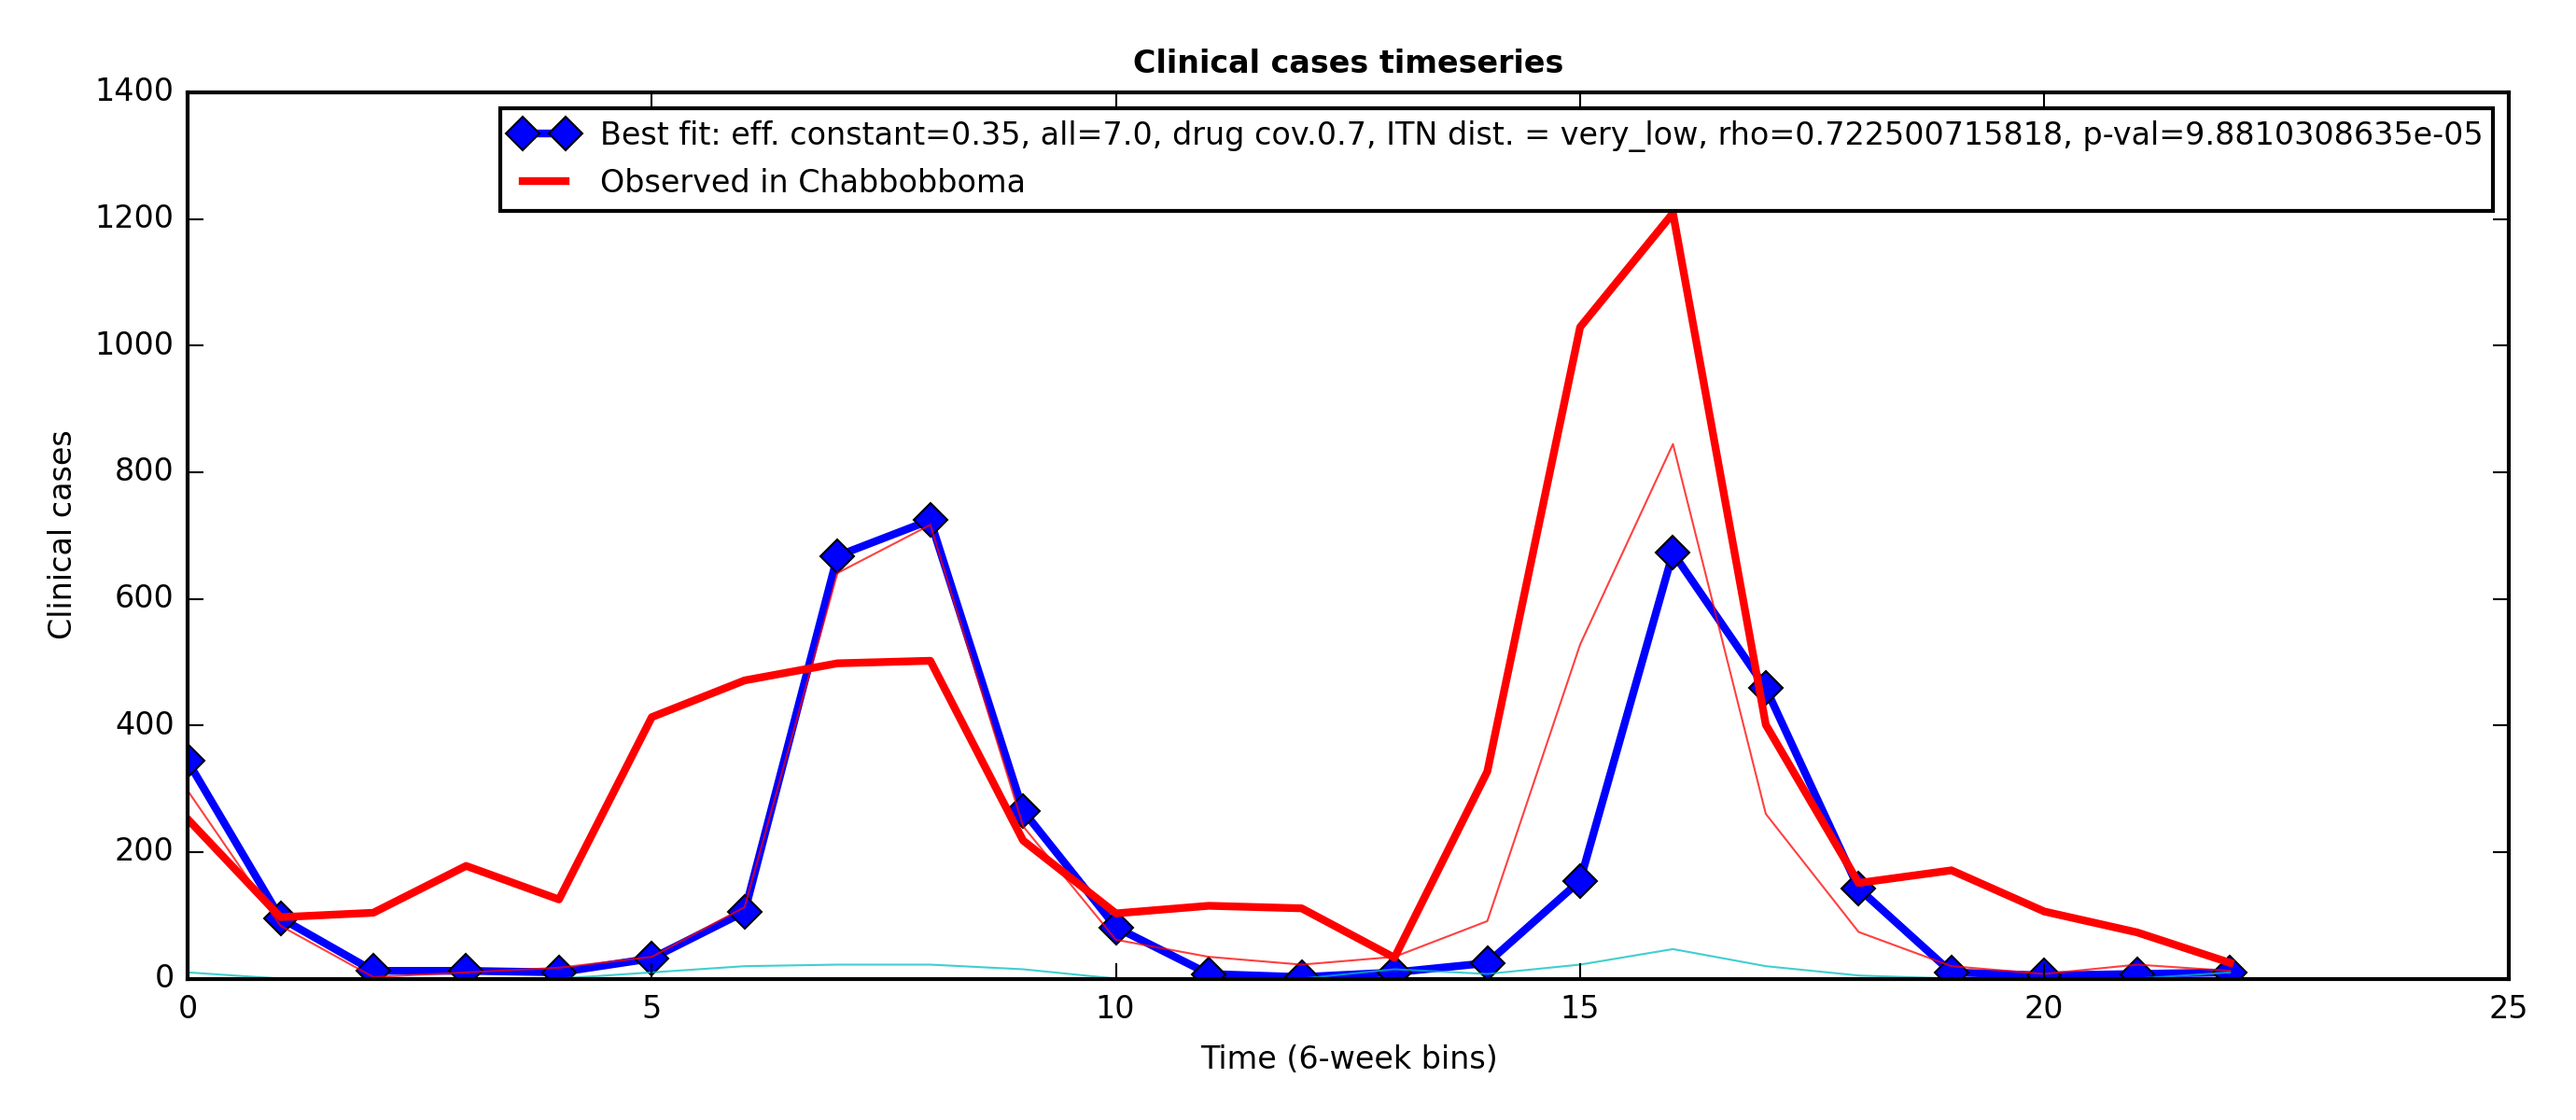 Clinical cases timeseries
1400
1200
1000
800
600
400
200
0
Clinical cases
Best fit: eff. constant=0.35, all=7.0, drug cov.0.7, ITN dist. = very_low, rho=0.722500715818, p-val=9.8810308635e-05
Observed in Chabbobboma
0 5 10 15 20 25
Time (6-week bins)